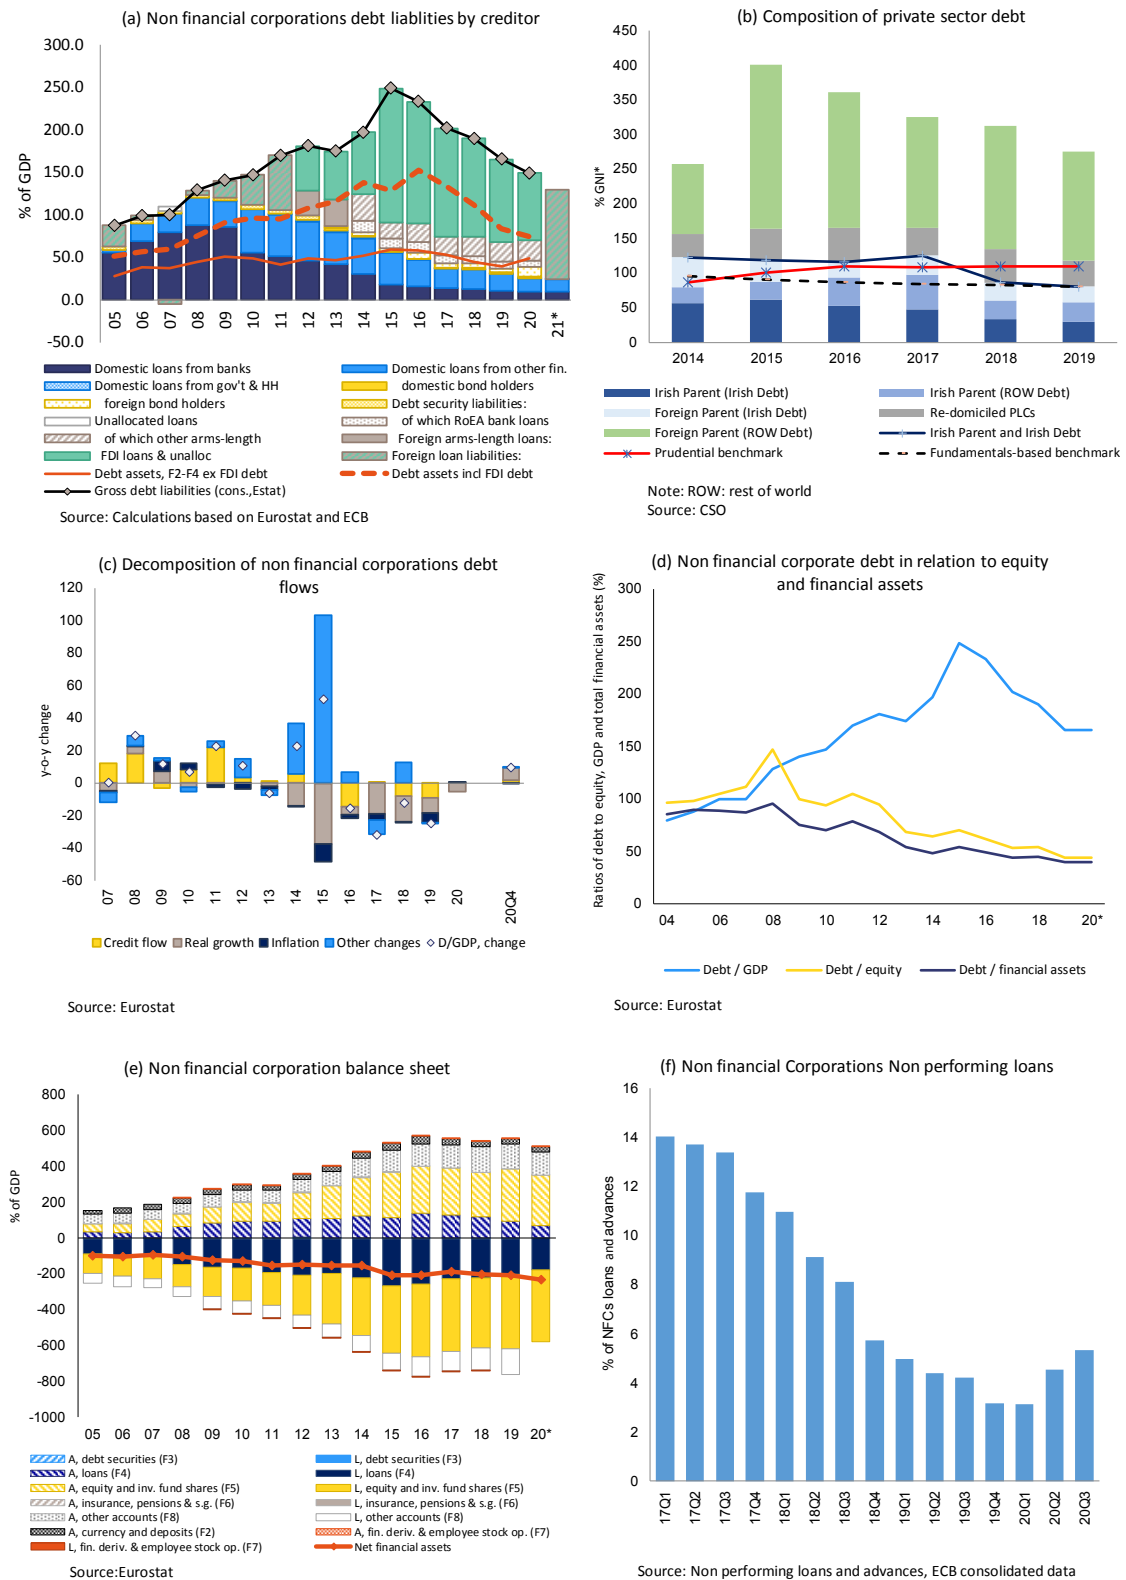 (a) Non financial corporations debt liablities by creditor
% of GDP
300.0
250.0
200.0
150.0
100.0
50.0
0.0
-50.0
05 06 07 08 09 10 11 12 13 14 15 16 17 18 19 20 21*
Domestic loans from banks
Domestic loans from other fin.
Domestic loans from gov't & HH
domestic bond holders
foreign bond holders
Debt security liabilities:
Unallocated loans
of which RoEA bank loans
of which other arms-length
Foreign arms-length loans:
FDI loans & unalloc
Foreign loan liabilities:
Debt assets, F2-F4 ex FDI debt
Debt assets incl FDI debt
Gross debt liabilities (cons.,Estat)
Source: Calculations based on Eurostat and ECB
(b) Composition of private sector debt
% GNI*
450
400
350
300
250
200
150
100
50
0
2014 2015 2016 2017 2018 2019
Irish Parent (Irish Debt)
Irish Parent (ROW Debt)
Foreign Parent (Irish Debt)
Re-domiciled PLCs
Foreign Parent (ROW Debt)
Irish Parent and Irish Debt
Prudential benchmark
Fundamentals-based benchmark
Note: ROW: rest of world
Source: CSO
(c) Decomposition of non financial corporations debt
flows
y-o-y change
120
100
80
60
40
20
0
-20
-40
-60
07 08 09 10 11 12 13 14 15 16 17 18 19 20 20Q4
Credit flow
Real growth
Inflation
Other changes
D/GDP, change
Source: Eurostat
(d) Non financial corporate debt in relation to equity
and financial assets
Ratios of debt to equity, GDP and total financial assets (%)
300
250
200
150
100
50
0
04 06 08 10 12 14 16 18 20*
Debt / GDP
Debt / equity
Debt / financial assets
Source: Eurostat
(e) Non financial corporation balance sheet
% of GDP
800
600
400
200
0
-200
-400
-600
-800
-1000
05 06 07 08 09 10 11 12 13 14 15 16 17 18 19 20*
A, debt securities (F3)
L, debt securities (F3)
A, loans (F4)
L, loans (F4)
A, equity and inv. fund shares (F5)
L, equity and inv. fund shares (F5)
A, insurance, pensions & s.g. (F6)
L, insurance, pensions & s.g. (F6)
A, other accounts (F8)
L, other accounts (F8)
A, currency and deposits (F2)
A, fin. deriv. & employee stock op. (F7)
L, fin. deriv. & employee stock op. (F7)
Net financial assets
Source:Eurostat
(f) Non financial Corporations Non performing loans
% of NFCs loans and advances
16
14
12
10
8
6
4
2
0
17Q1 17Q2 17Q3 17Q4 18Q1 18Q2 18Q3 18Q4 19Q1 19Q2 19Q3 19Q4 20Q1 20Q2 20Q3
Source: Non performing loans and advances, ECB consolidated data